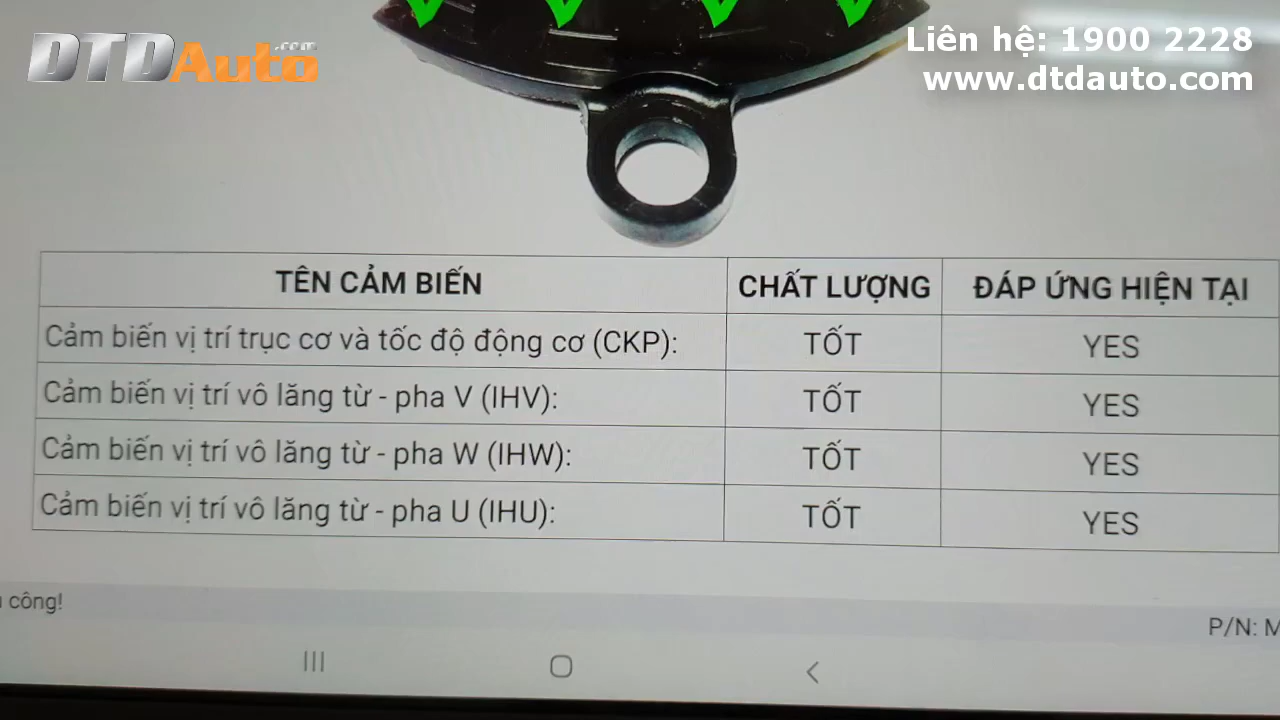 DTDAuto.com
Liên hệ: 1900 2228
www.dtdauto.com
TÊN CẢM BIẾN CHẤT LƯỢNG ĐÁP ỨNG HIỆN TẠI
Cảm biến vị trí trục cơ và tốc độ động cơ (CKP): TỐT YES
Cảm biến vị trí vô lăng từ - pha V (IHV): TỐT YES
Cảm biến vị trí vô lăng từ - pha W (IHW): TỐT YES
Cảm biến vị trí vô lăng từ - pha U (IHU): TỐT YES
công!
P/N: M